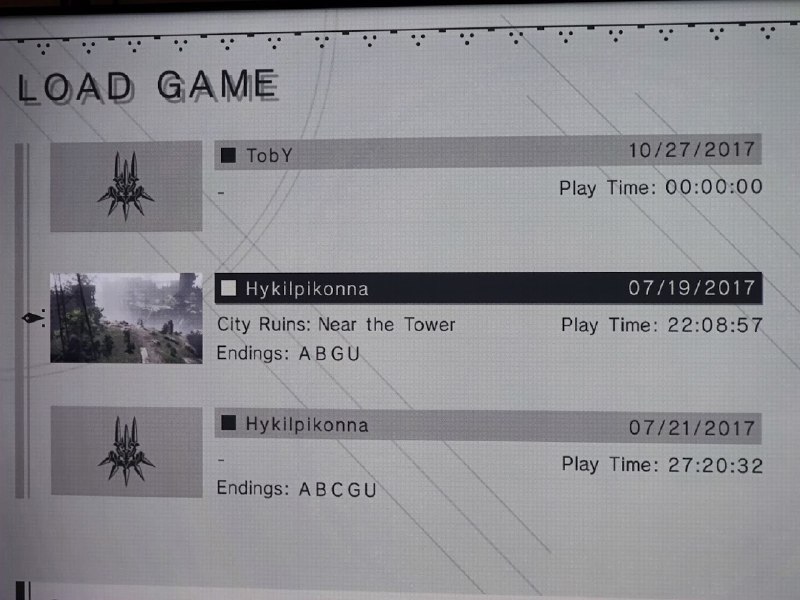 LOAD GAME
TobY 10/27/2017
- Play Time: 00:00:00
Hykilpikonna 07/19/2017
City Ruins: Near the Tower Play Time: 22:08:57
Endings: A B G U
Hykilpikonna 07/21/2017
- Play Time: 27:20:32
Endings: A B C G U